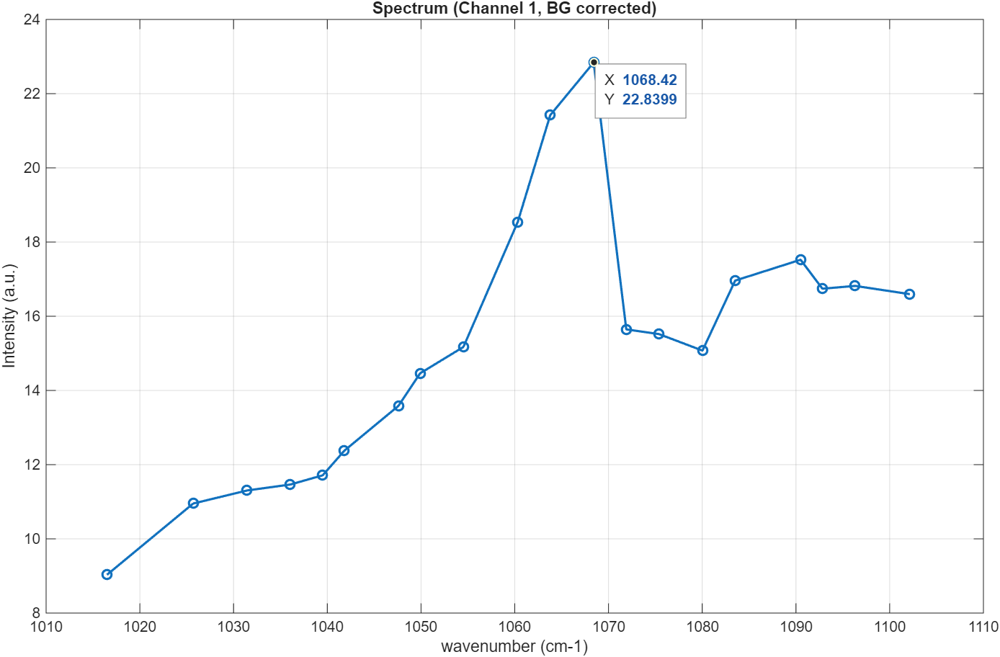 Spectrum (Channel 1, BG corrected)
24
22
20
18
16
14
12
10
8
Intensity (a.u.)
X 1068.42
Y 22.8399
1010 1020 1030 1040 1050 1060 1070 1080 1090 1100 1110
wavenumber (cm-1)